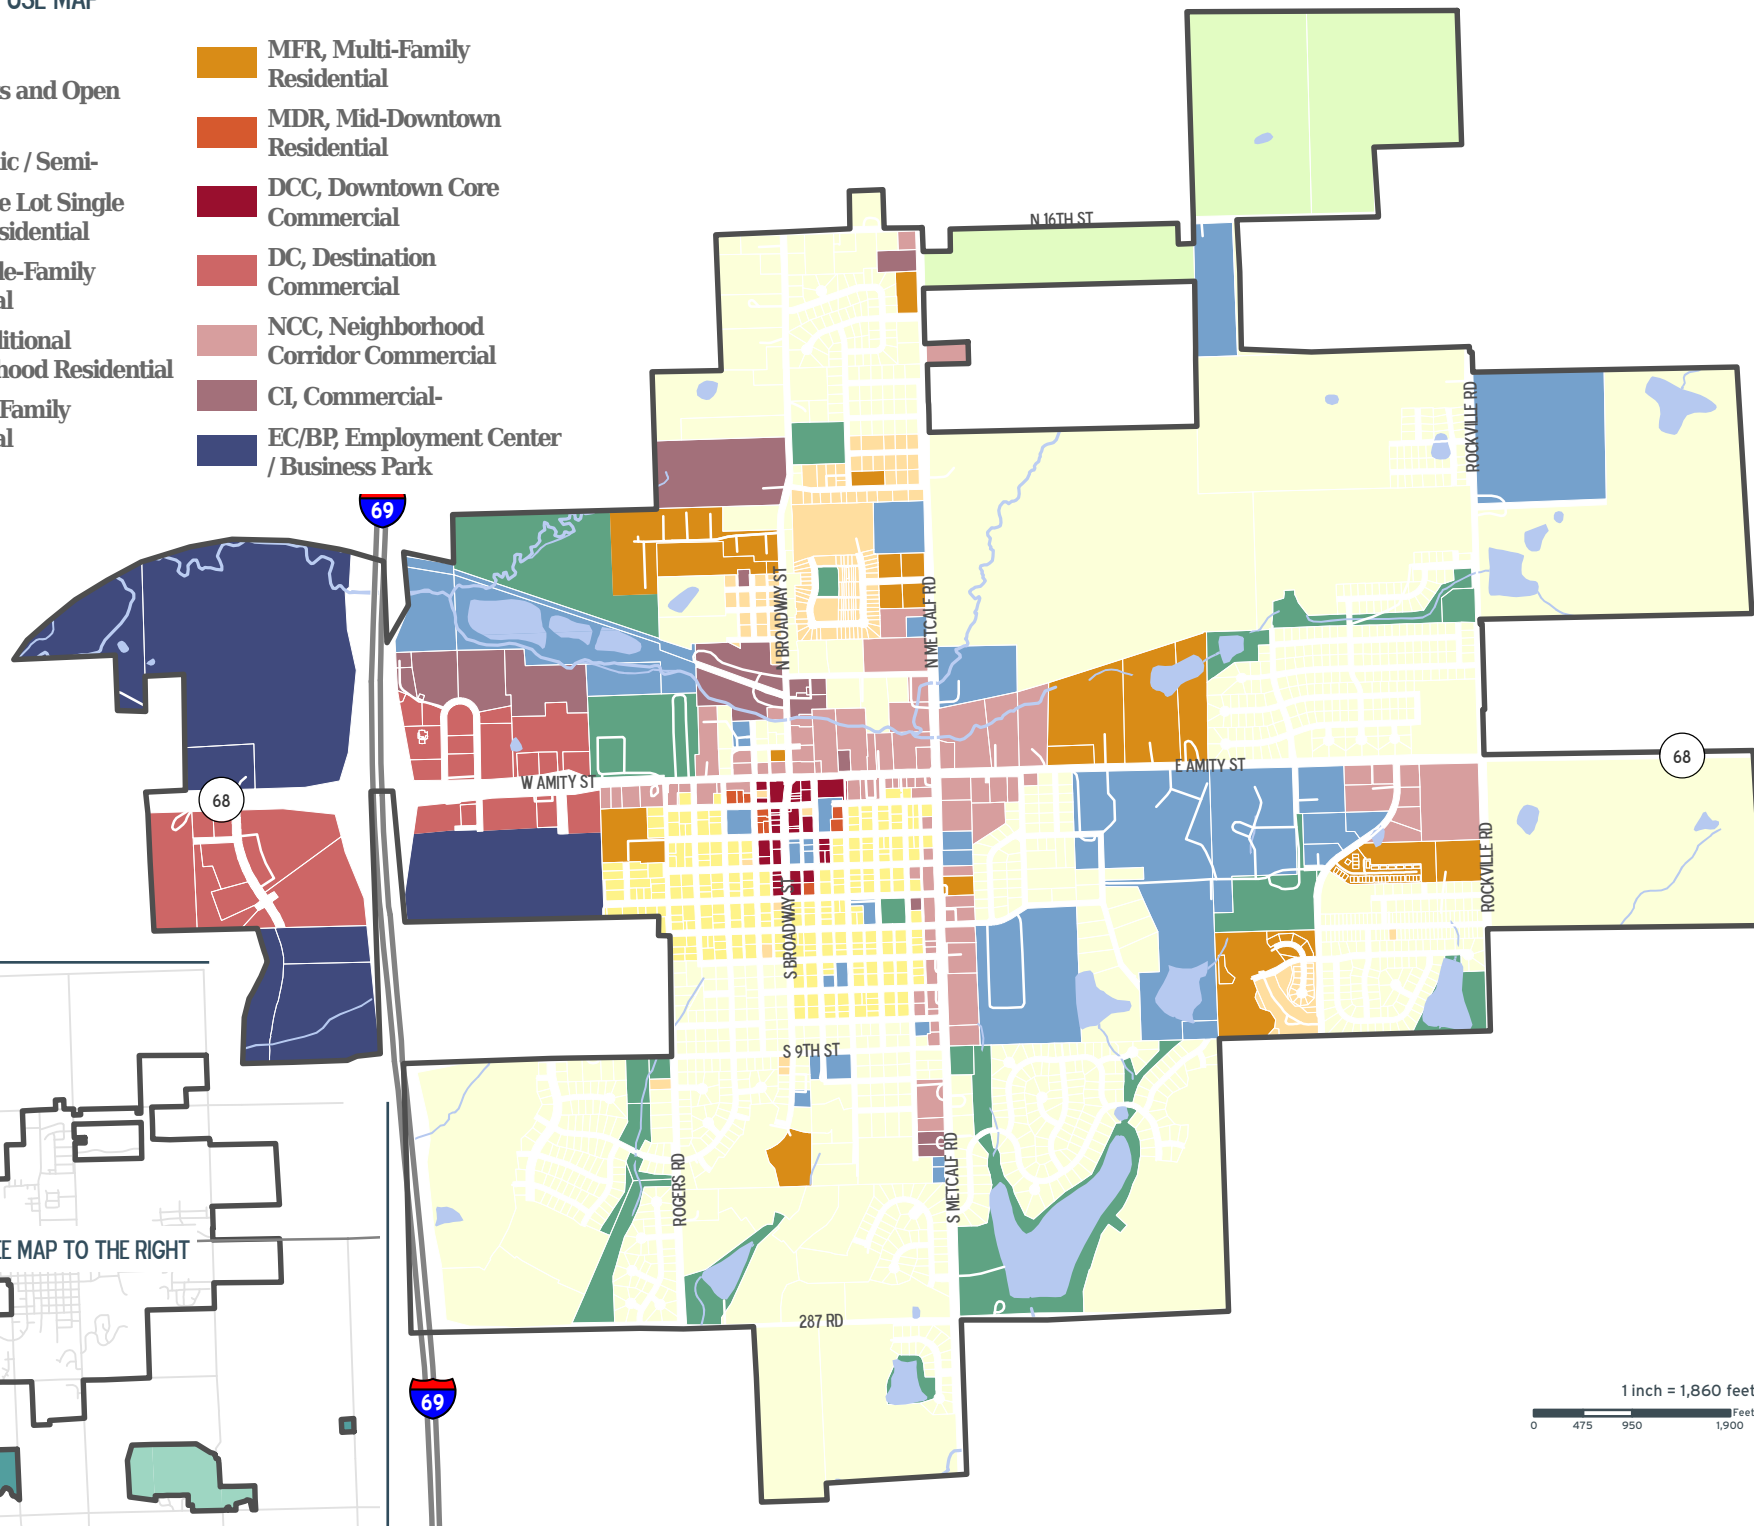 USE MAP
s and Open
ic / Semi-
e Lot Single
sidential
le-Family
al
litional
hood Residential
Family
al
MFR, Multi-Family
Residential
MDR, Mid-Downtown
Residential
DCC, Downtown Core
Commercial
DC, Destination
Commercial
NCC, Neighborhood
Corridor Commercial
CI, Commercial-
EC/BP, Employment Center
/ Business Park
69
N 16TH ST
ROCKVILLE RD
N BROADWAY ST
N METCALF RD
68
W AMITY ST
E AMITY ST
68
ROCKVILLE RD
S BROADWAY ST
S 9TH ST
ROGERS RD
S METCALF RD
E MAP TO THE RIGHT
287 RD
69
1 inch = 1,860 feet
Feet
0 475 950 1,900